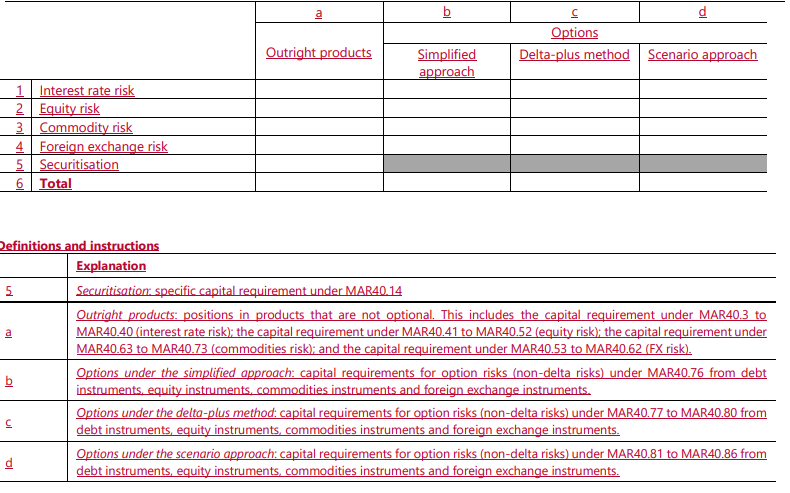 a b c d
Outright products Options
Simplified approach Delta-plus method Scenario approach
1 Interest rate risk
2 Equity risk
3 Commodity risk
4 Foreign exchange risk
5 Securitisation
6 Total
Definitions and instructions
Explanation
5 Securitisation: specific capital requirement under MAR40.14
a Outright products: positions in products that are not optional. This includes the capital requirement under MAR40.3 to
MAR40.40 (interest rate risk); the capital requirement under MAR40.41 to MAR40.52 (equity risk); the capital requirement under
MAR40.63 to MAR40.73 (commodities risk); and the capital requirement under MAR40.53 to MAR40.62 (FX risk).
b Options under the simplified approach: capital requirements for option risks (non-delta risks) under MAR40.76 from debt
instruments, equity instruments, commodities instruments and foreign exchange instruments.
c Options under the delta-plus method: capital requirements for option risks (non-delta risks) under MAR40.77 to MAR40.80 from
debt instruments, equity instruments, commodities instruments and foreign exchange instruments.
d Options under the scenario approach: capital requirements for option risks (non-delta risks) under MAR40.81 to MAR40.86 from
debt instruments, equity instruments, commodities instruments and foreign exchange instruments.